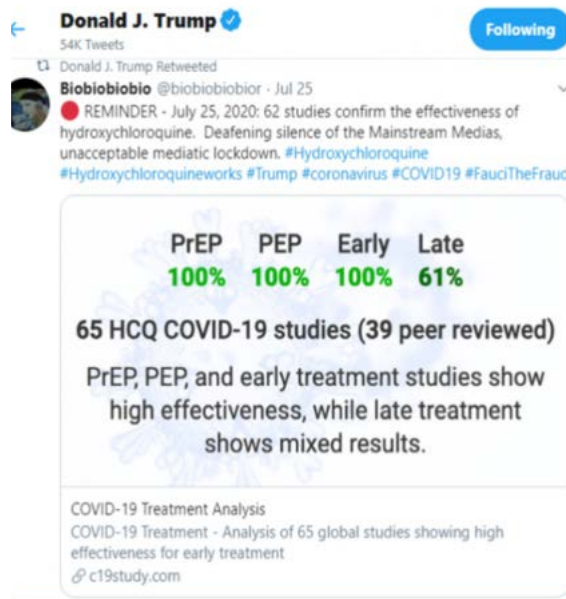 Donald J. Trump
Following
54K Tweets
Donald J. Trump Retweeted
Biobiobiobio @biobiobiobior · Jul 25
🔴 REMINDER - July 25, 2020: 62 studies confirm the effectiveness of
hydroxychloroquine. Deafening silence of the Mainstream Medias,
unacceptable mediatic lockdown. #Hydroxychloroquine
#Hydroxychloroquineworks #Trump #coronavirus #COVID19 #FauciTheFraud
PrEP PEP Early Late
100% 100% 100% 61%
65 HCQ COVID-19 studies (39 peer reviewed)
PrEP, PEP, and early treatment studies show
high effectiveness, while late treatment
shows mixed results.
COVID-19 Treatment Analysis
COVID-19 Treatment - Analysis of 65 global studies showing high
effectiveness for early treatment
c19study.com